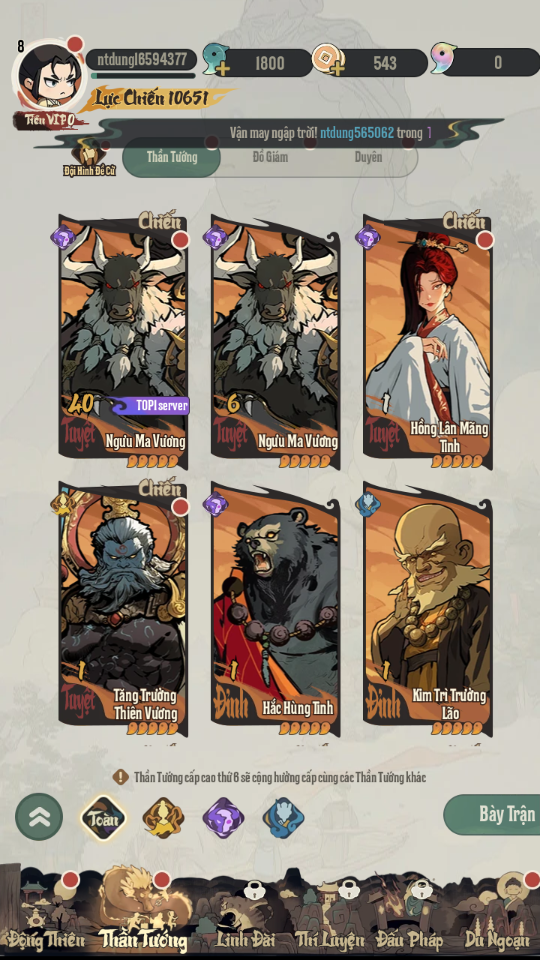 8
ntdung16594377
1800
543
0
Lực Chiến 10651
Tiên VIP0
Vận may ngập trời! ntdung565062 trong 1
Đội Hình Đề Cử
Thần Tướng
Đồ Giám
Duyên
Chiến
40
TOP1 server
Tuyệt
Ngưu Ma Vương
6
Tuyệt
Ngưu Ma Vương
Chiến
1
Tuyệt
Hồng Lân Mãng
Tinh
Chiến
1
Tuyệt
Tăng Trưởng
Thiên Vương
1
Đỉnh
Hắc Hùng Tinh
1
Đỉnh
Kim Trì Trưởng
Lão
Thần Tướng cấp cao thứ 6 sẽ cộng hưởng cấp cùng các Thần Tướng khác
Toàn
Bày Trận
Động Thiên
Thần Tướng
Linh Đài
Thí Luyện
Đấu Pháp
Du Ngoạn